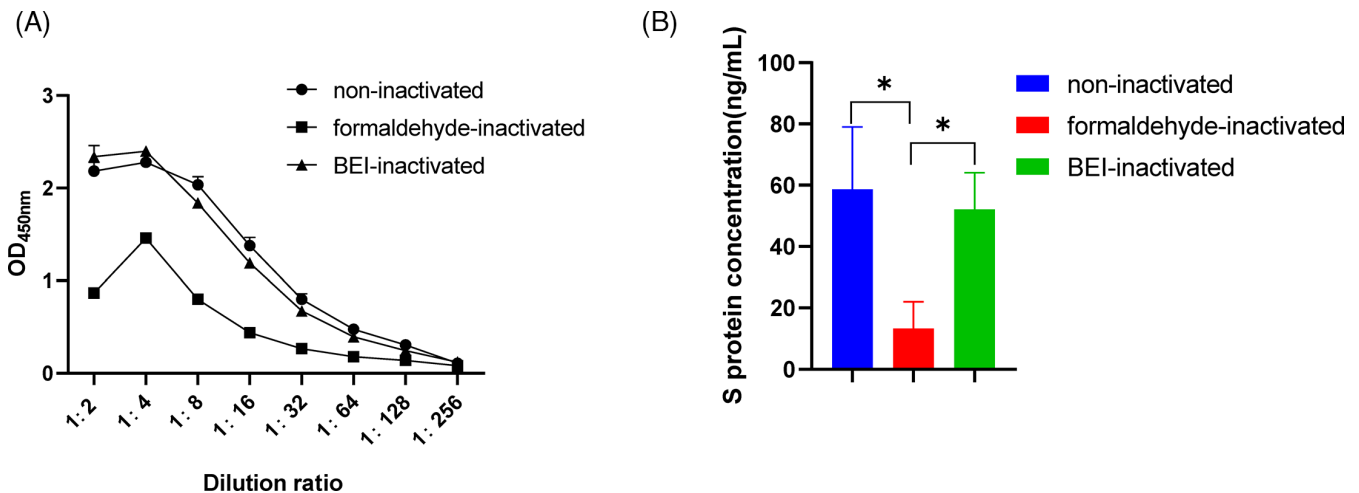 (A)
non-inactivated
formaldehyde-inactivated
BEI-inactivated
3
2
1
0
OD450nm
1: 2
1: 4
1: 8
1: 16
1: 32
1: 64
1: 128
1: 256
Dilution ratio
(B)
S protein concentration(ng/mL)
100
80
60
40
20
0
*
*
non-inactivated
formaldehyde-inactivated
BEI-inactivated